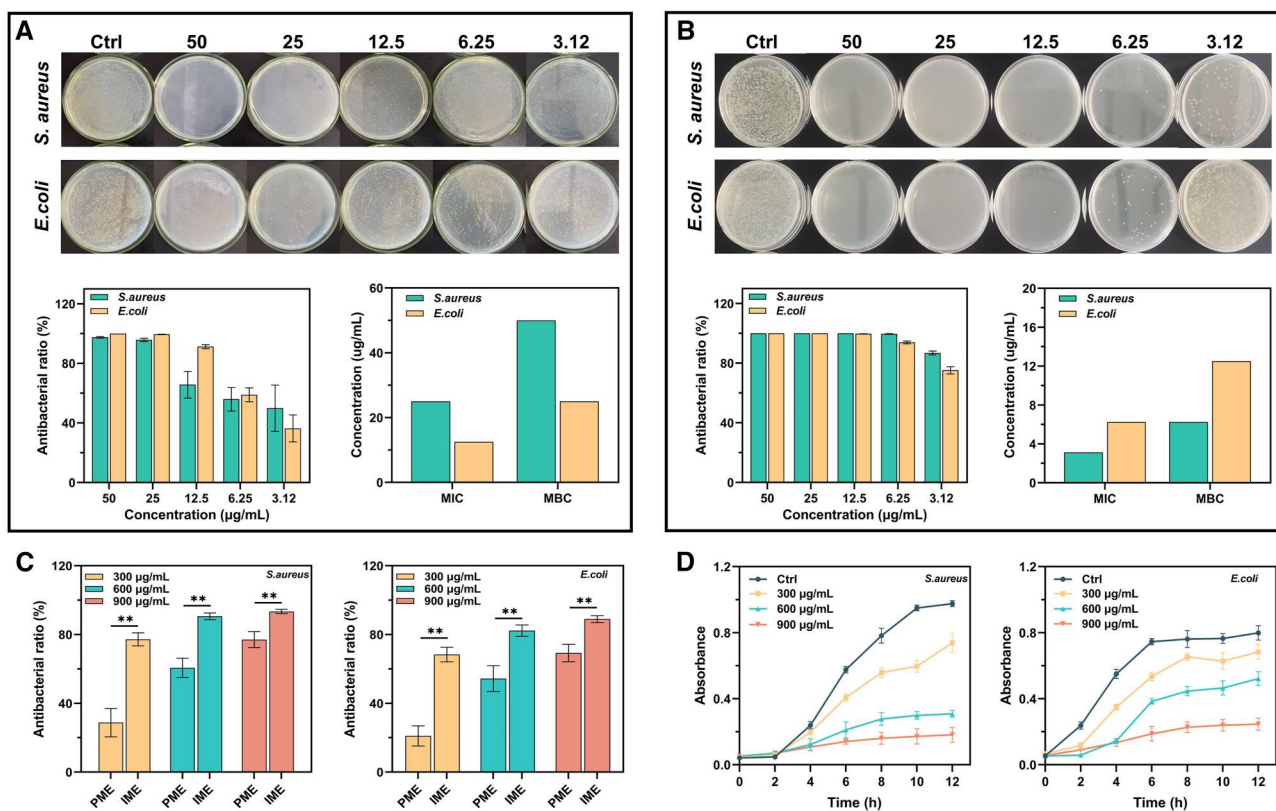 A
Ctrl 50 25 12.5 6.25 3.12
S. aureus
E.coli
S.aureus
E.coli
Antibacterial ratio (%)
120
80
40
0
50 25 12.5 6.25 3.12
Concentration (μg/mL)
S.aureus
E.coli
Concentration (ug/mL)
60
40
20
0
MIC MBC
B
Ctrl 50 25 12.5 6.25 3.12
S. aureus
E.coli
S.aureus
E.coli
Antibacterial ratio (%)
120
80
40
0
50 25 12.5 6.25 3.12
Concentration (μg/mL)
S.aureus
E.coli
Concentration (ug/mL)
20
16
12
8
4
0
MIC MBC
C
300 μg/mL
600 μg/mL
900 μg/mL
S.aureus
** ** **
Antibacterial ratio (%)
120
80
40
0
PME IME PME IME PME IME
300 μg/mL
600 μg/mL
900 μg/mL
E.coli
** ** **
Antibacterial ratio (%)
120
80
40
0
PME IME PME IME PME IME
D
Ctrl
300 μg/mL
600 μg/mL
900 μg/mL
S.aureus
Absorbance
1.2
0.8
0.4
0.0
0 2 4 6 8 10 12
Time (h)
Ctrl
300 μg/mL
600 μg/mL
900 μg/mL
E.coli
Absorbance
1.2
0.8
0.4
0.0
0 2 4 6 8 10 12
Time (h)